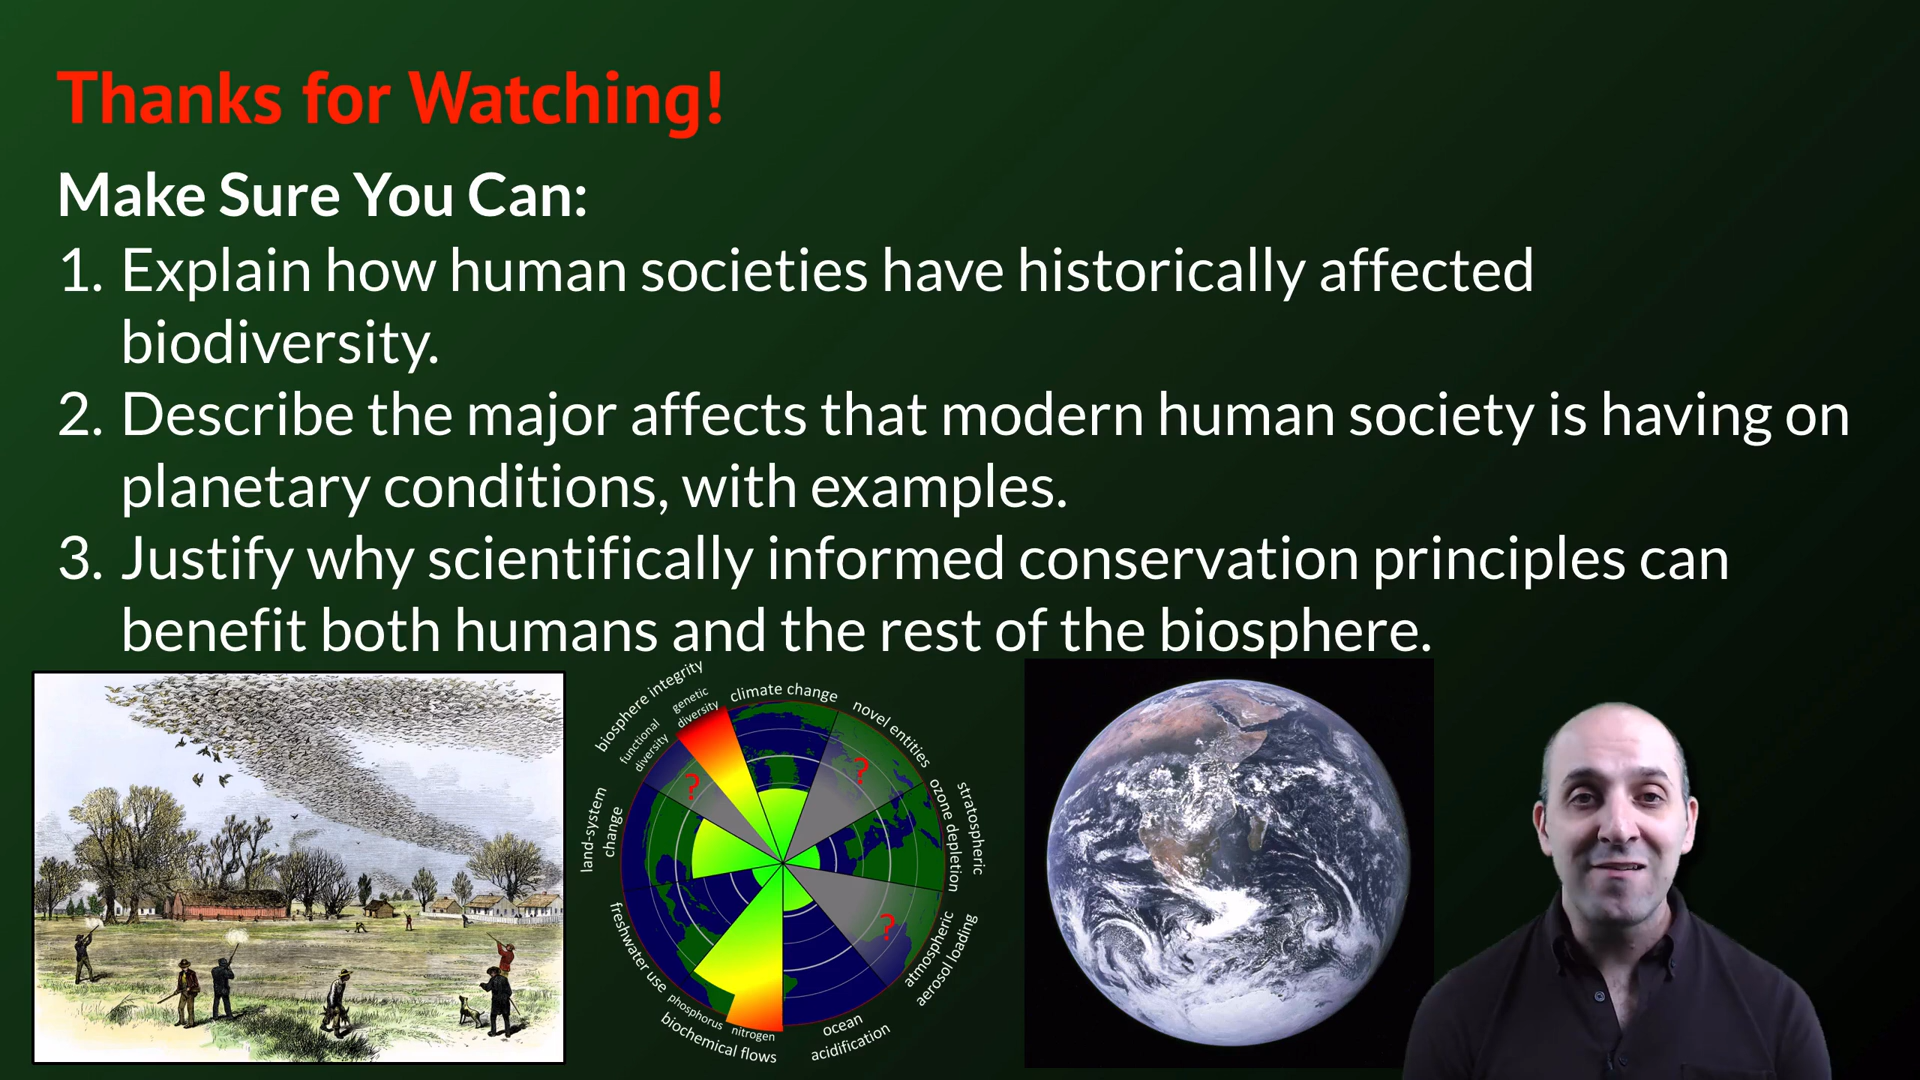 Thanks for Watching!
Make Sure You Can:
1. Explain how human societies have historically affected
biodiversity.
2. Describe the major affects that modern human society is having on
planetary conditions, with examples.
3. Justify why scientifically informed conservation principles can
benefit both humans and the rest of the biosphere.
biosphere integrity
genetic
diversity
functional
diversity
climate change
novel entities
stratospheric
ozone depletion
atmospheric
aerosol loading
ocean
acidification
biochemical flows
phosphorus
nitrogen
freshwater use
land-system
change
?
?
?